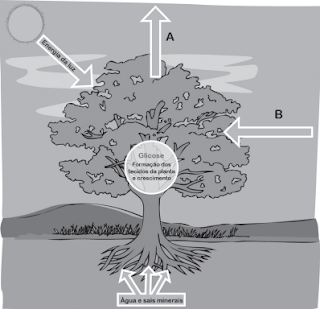 A
Energia da luz
B
Glicose
Formação dos
tecidos da planta
e crescimento
Água e sais minerais